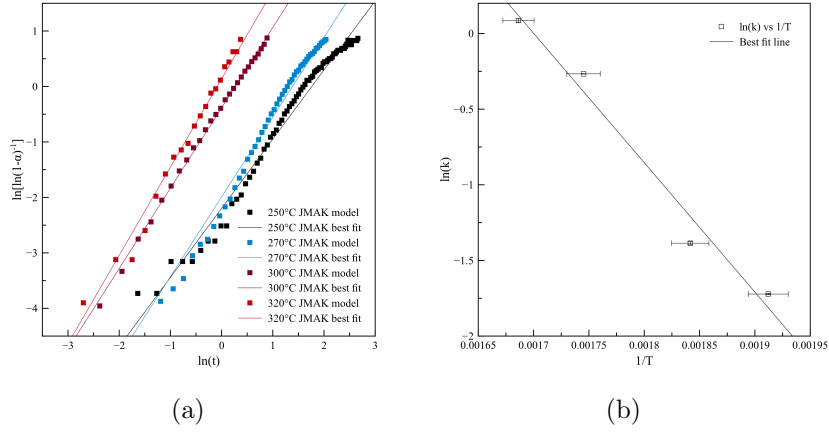 ln[ln(1-α)⁻¹]
1
0
−1
−2
−3
−4
250°C JMAK model
250°C JMAK best fit
270°C JMAK model
270°C JMAK best fit
300°C JMAK model
300°C JMAK best fit
320°C JMAK model
320°C JMAK best fit
−3 −2 −1 0 1 2 3
ln(t)
(a)
ln(k)
0
−0.5
−1
−1.5
−2
ln(k) vs 1/T
Best fit line
0.00165 0.0017 0.00175 0.0018 0.00185 0.0019 0.00195
1/T
(b)